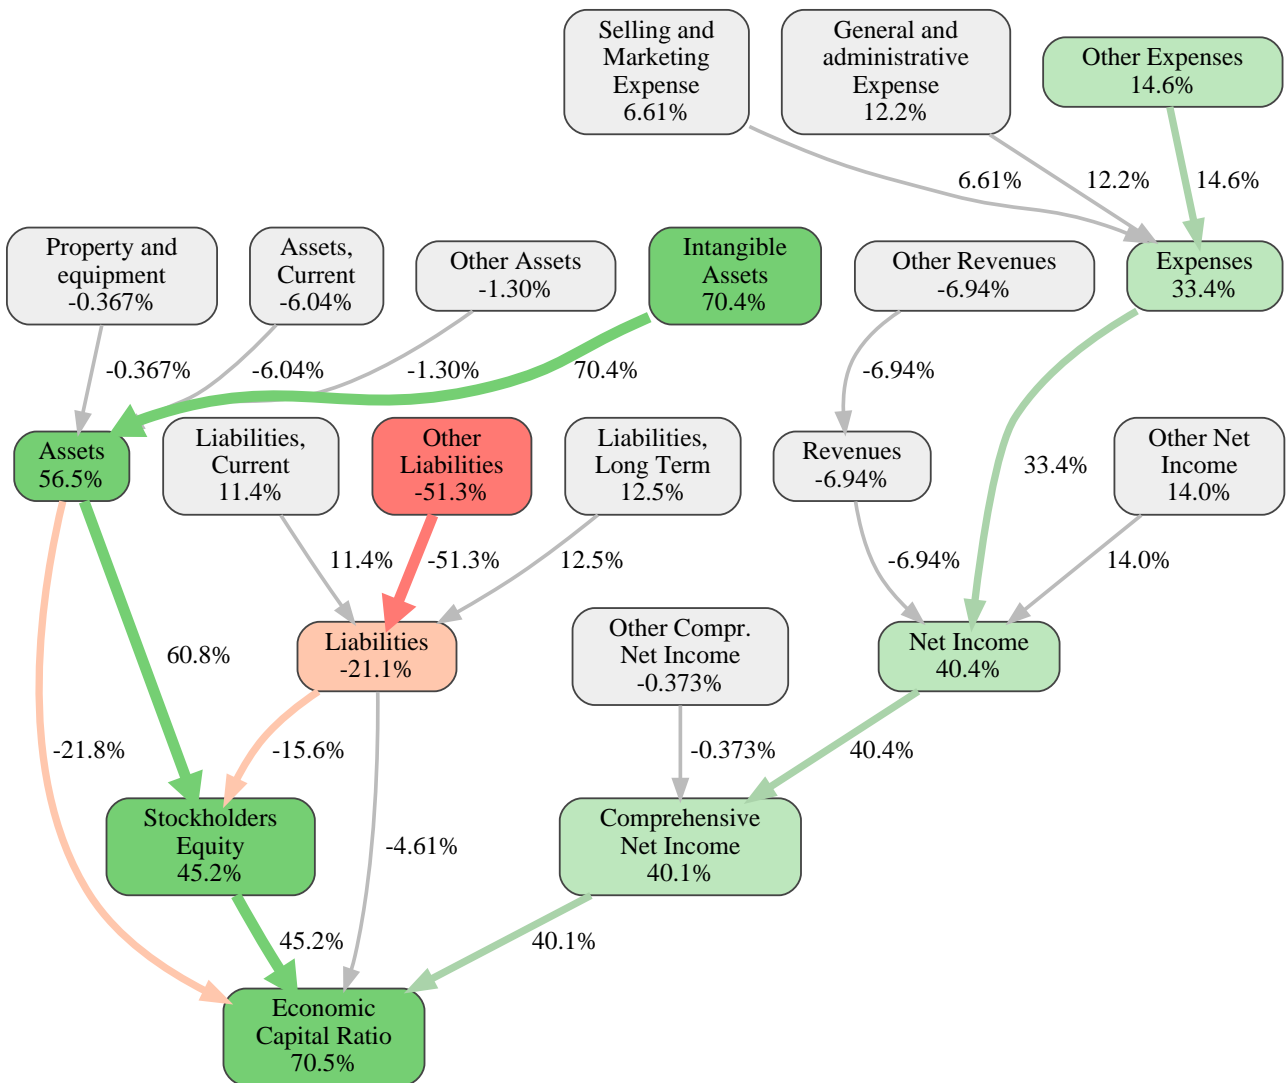 Selling and
Marketing
Expense
6.61%
General and
administrative
Expense
12.2%
Other Expenses
14.6%
6.61%
12.2%
14.6%
Property and
equipment
-0.367%
Assets,
Current
-6.04%
Other Assets
-1.30%
Intangible
Assets
70.4%
Other Revenues
-6.94%
Expenses
33.4%
-0.367%
-6.04%
-1.30%
70.4%
-6.94%
Assets
56.5%
Liabilities,
Current
11.4%
Other
Liabilities
-51.3%
Liabilities,
Long Term
12.5%
Revenues
-6.94%
33.4%
Other Net
Income
14.0%
11.4%
-51.3%
12.5%
-6.94%
14.0%
60.8%
Liabilities
-21.1%
Other Compr.
Net Income
-0.373%
Net Income
40.4%
-21.8%
-15.6%
-0.373%
40.4%
Stockholders
Equity
45.2%
-4.61%
Comprehensive
Net Income
40.1%
45.2%
40.1%
Economic
Capital Ratio
70.5%